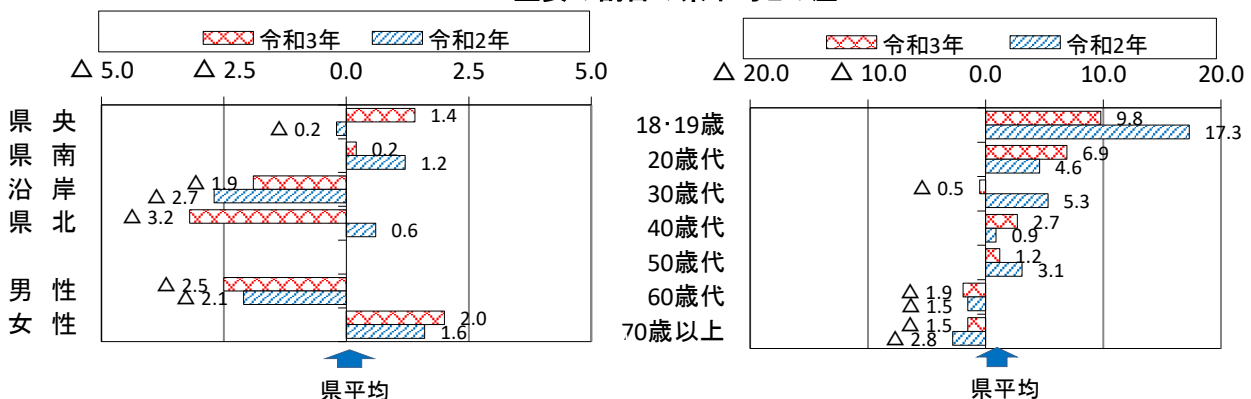 令和3年 令和2年
△ 5.0 △ 2.5 0.0 2.5 5.0
県 央 1.4
△ 0.2
県 南 0.2
1.2
沿 岸 △ 1.9
△ 2.7
県 北 △ 3.2
0.6
男 性 △ 2.5
△ 2.1
女 性 2.0
1.6
県平均
令和3年 令和2年
△ 20.0 △ 10.0 0.0 10.0 20.0
18・19歳 9.8
17.3
20歳代 6.9
4.6
30歳代 △ 0.5
5.3
40歳代 2.7
0.9
50歳代 1.2
3.1
60歳代 △ 1.9
△ 1.5
70歳以上 △ 1.5
△ 2.8
県平均